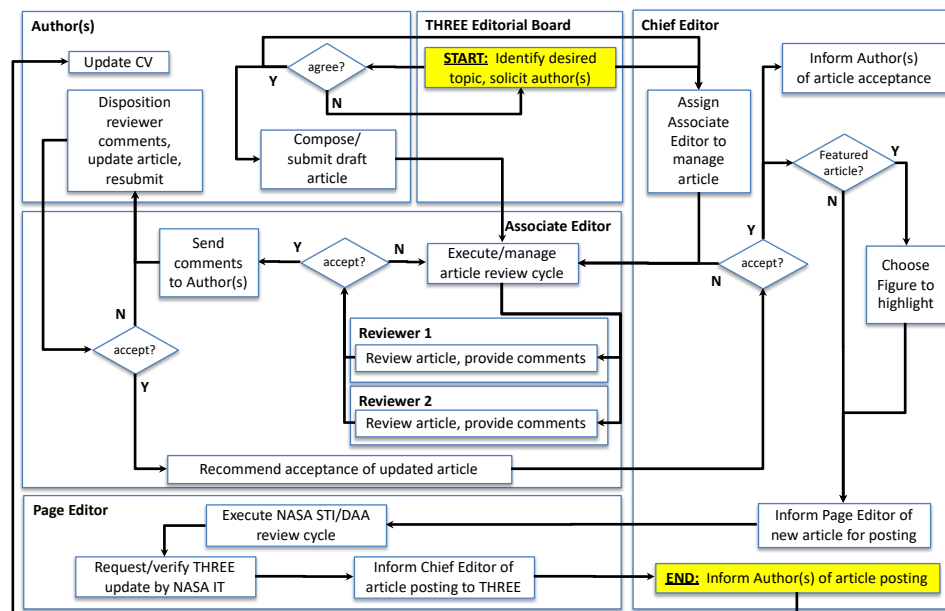 Author(s)
THREE Editorial Board
Chief Editor
Update CV
agree?
Y
N
START: Identify desired
topic, solicit author(s)
Inform Author(s)
of article acceptance
Disposition
reviewer
comments,
update article,
resubmit
Compose/
submit draft
article
Assign
Associate
Editor to
manage
article
Featured
article?
Y
N
Associate Editor
Send
comments
to Author(s)
Y
accept?
N
Execute/manage
article review cycle
Y
accept?
N
Choose
Figure to
highlight
N
accept?
Y
Reviewer 1
Review article, provide comments
Reviewer 2
Review article, provide comments
Recommend acceptance of updated article
Page Editor
Execute NASA STI/DAA
review cycle
Inform Page Editor of
new article for posting
Request/verify THREE
update by NASA IT
Inform Chief Editor of
article posting to THREE
END: Inform Author(s) of article posting